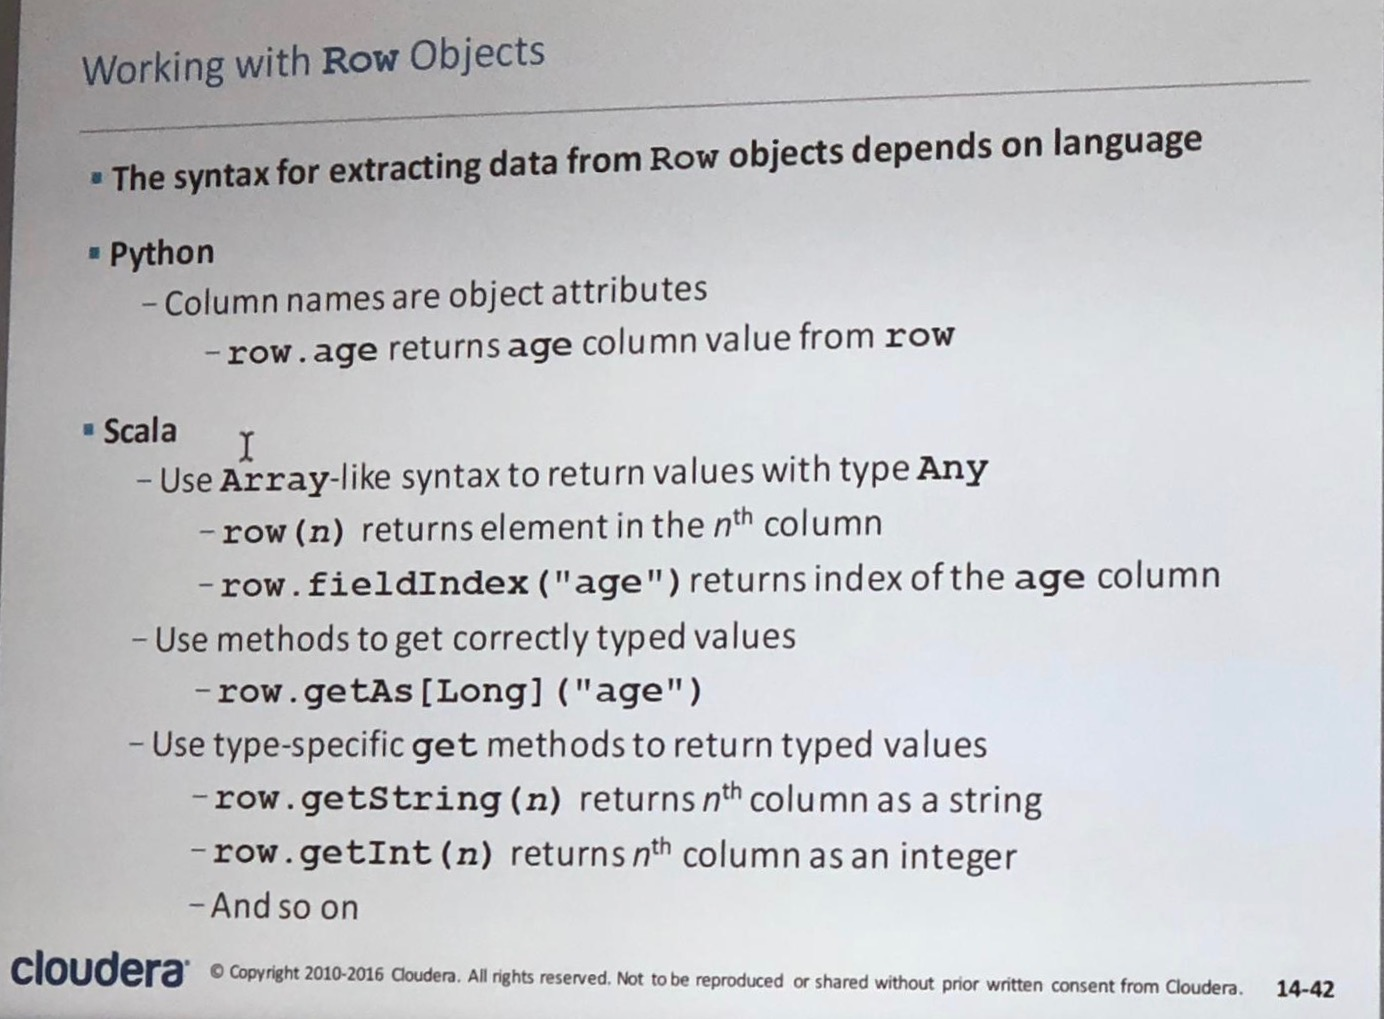 Working with Row Objects
▪ The syntax for extracting data from Row objects depends on language
▪ Python
– Column names are object attributes
– row.age returns age column value from row
▪ Scala
– Use Array-like syntax to return values with type Any
– row(n) returns element in the nth column
– row.fieldIndex("age") returns index of the age column
– Use methods to get correctly typed values
– row.getAs[Long]("age")
– Use type-specific get methods to return typed values
– row.getString(n) returns nth column as a string
– row.getInt(n) returns nth column as an integer
– And so on
cloudera © Copyright 2010-2016 Cloudera. All rights reserved. Not to be reproduced or shared without prior written consent from Cloudera. 14-42